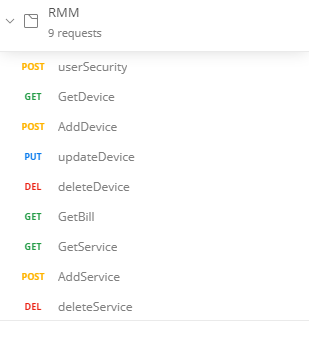 RMM
9 requests
POST userSecurity
GET GetDevice
POST AddDevice
PUT updateDevice
DEL deleteDevice
GET GetBill
GET GetService
POST AddService
DEL deleteService